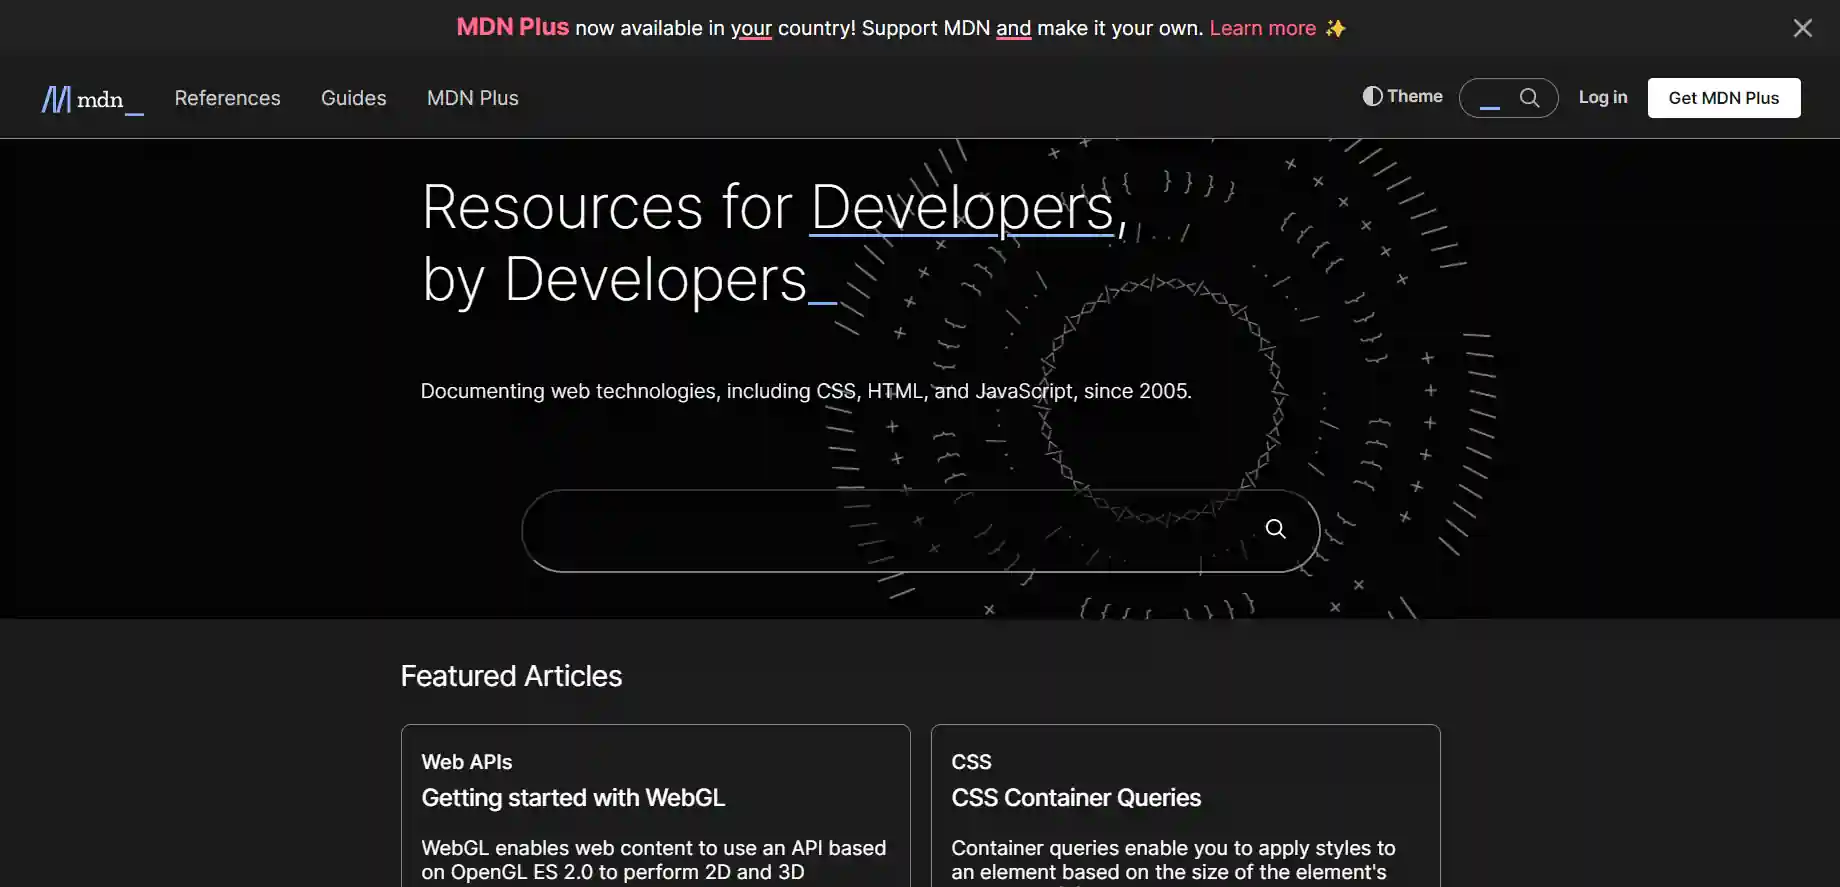 MDN Plus now available in your country! Support MDN and make it your own. Learn more ✨
mdn_
References
Guides
MDN Plus
Theme
Log in
Get MDN Plus
Resources for Developers,
by Developers_
Documenting web technologies, including CSS, HTML, and JavaScript, since 2005.
Featured Articles
Web APIs
Getting started with WebGL
WebGL enables web content to use an API based
on OpenGL ES 2.0 to perform 2D and 3D
CSS
CSS Container Queries
Container queries enable you to apply styles to
an element based on the size of the element's